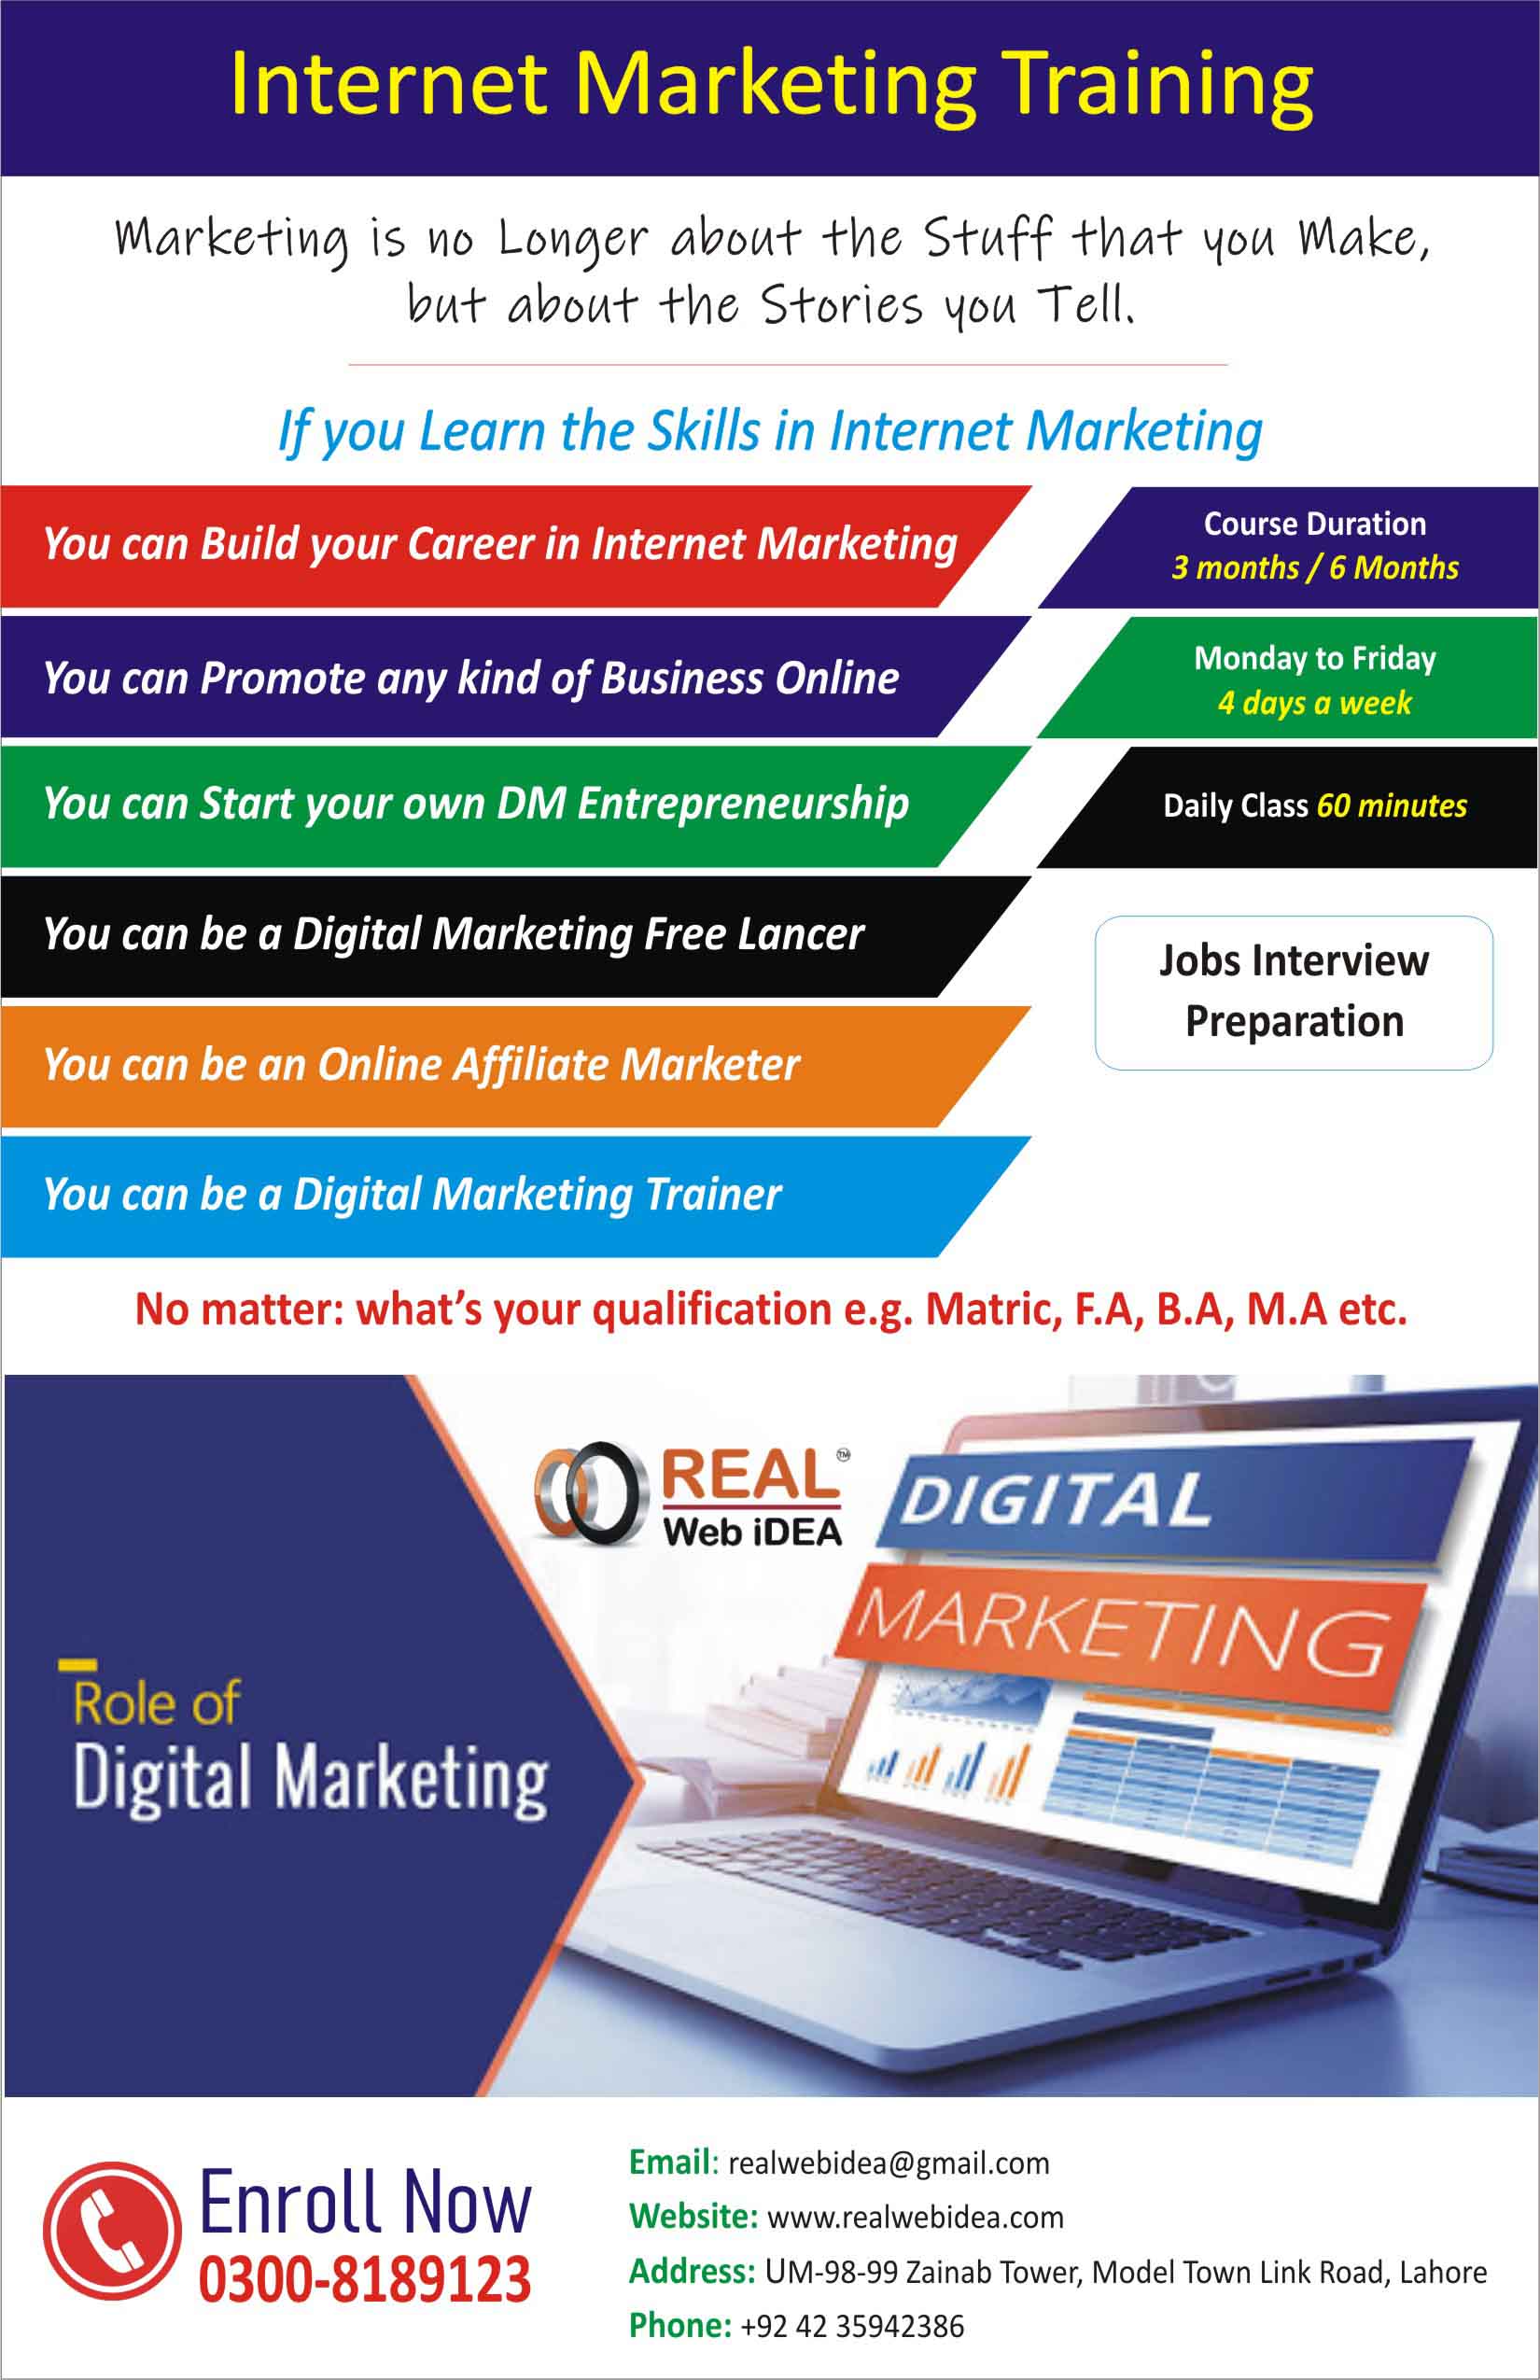 Internet Marketing Training
Marketing is no Longer about the Stuff that you Make,
but about the Stories you Tell.
If you Learn the Skills in Internet Marketing
You can Build your Career in Internet Marketing
Course Duration
3 months / 6 Months
You can Promote any kind of Business Online
Monday to Friday
4 days a week
You can Start your own DM Entrepreneurship
Daily Class 60 minutes
You can be a Digital Marketing Free Lancer
Jobs Interview
Preparation
You can be an Online Affiliate Marketer
You can be a Digital Marketing Trainer
No matter: what's your qualification e.g. Matric, F.A, B.A, M.A etc.
REAL™
Web iDEA
DIGITAL
MARKETING
Role of
Digital Marketing
Enroll Now
0300-8189123
Email: realwebidea@gmail.com
Website: www.realwebidea.com
Address: UM-98-99 Zainab Tower, Model Town Link Road, Lahore
Phone: +92 42 35942386